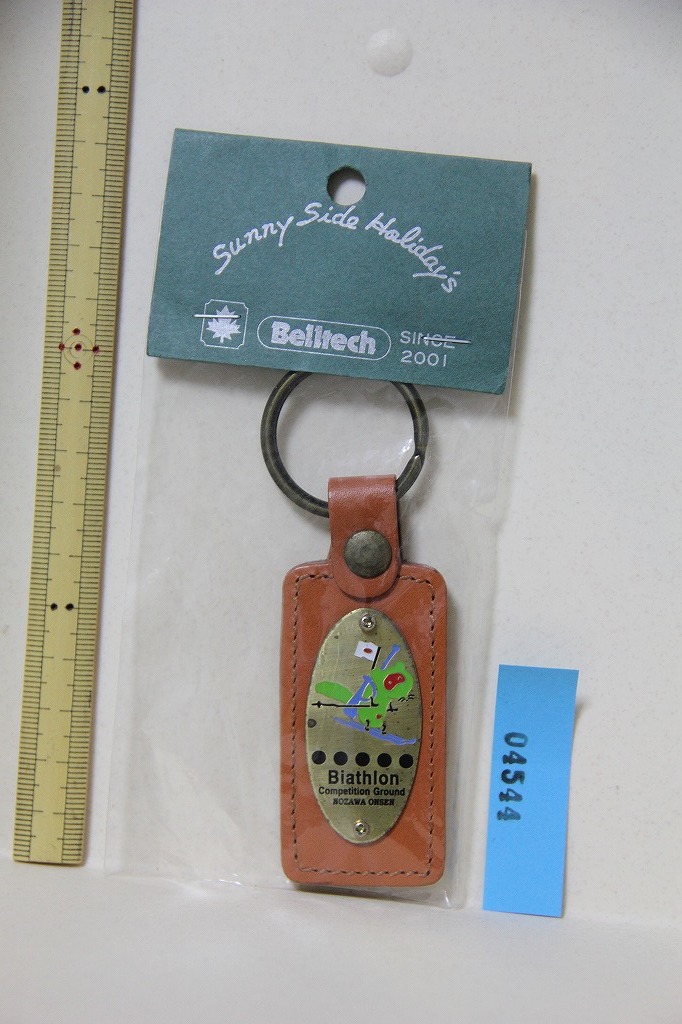 Sunny Side Holiday's
Belltech
SINCE
2001
Biathlon
Competition Ground
NOZAWA ONSEN
04544